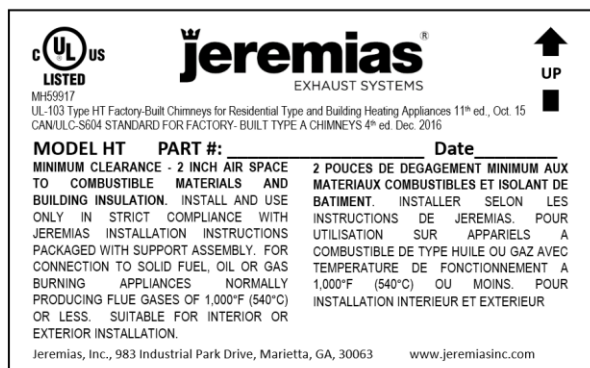 C UL US
LISTED
MH59917
jeremias®
EXHAUST SYSTEMS
UP
UL-103 Type HT Factory-Built Chimneys for Residential Type and Building Heating Appliances 11th ed., Oct. 15
CAN/ULC-S604 STANDARD FOR FACTORY- BUILT TYPE A CHIMNEYS 4th ed. Dec. 2016
MODEL HT PART #: ____________________ Date________
MINIMUM CLEARANCE - 2 INCH AIR SPACE
TO COMBUSTIBLE MATERIALS AND
BUILDING INSULATION. INSTALL AND USE
ONLY IN STRICT COMPLIANCE WITH
JEREMIAS INSTALLATION INSTRUCTIONS
PACKAGED WITH SUPPORT ASSEMBLY. FOR
CONNECTION TO SOLID FUEL, OIL OR GAS
BURNING APPLIANCES NORMALLY
PRODUCING FLUE GASES OF 1,000°F (540°C)
OR LESS. SUITABLE FOR INTERIOR OR
EXTERIOR INSTALLATION.
2 POUCES DE DEGAGEMENT MINIMUM AUX
MATERIAUX COMBUSTIBLES ET ISOLANT DE
BATIMENT. INSTALLER SELON LES
INSTRUCTIONS DE JEREMIAS. POUR
UTILISATION SUR APPARIELS A
COMBUSTIBLE DE TYPE HUILE OU GAZ AVEC
TEMPERATURE DE FONCTIONNEMENT A
1,000°F (540°C) OU MOINS. POUR
INSTALLATION INTERIEUR ET EXTERIEUR
Jeremias, Inc., 983 Industrial Park Drive, Marietta, GA, 30063 www.jeremiasinc.com